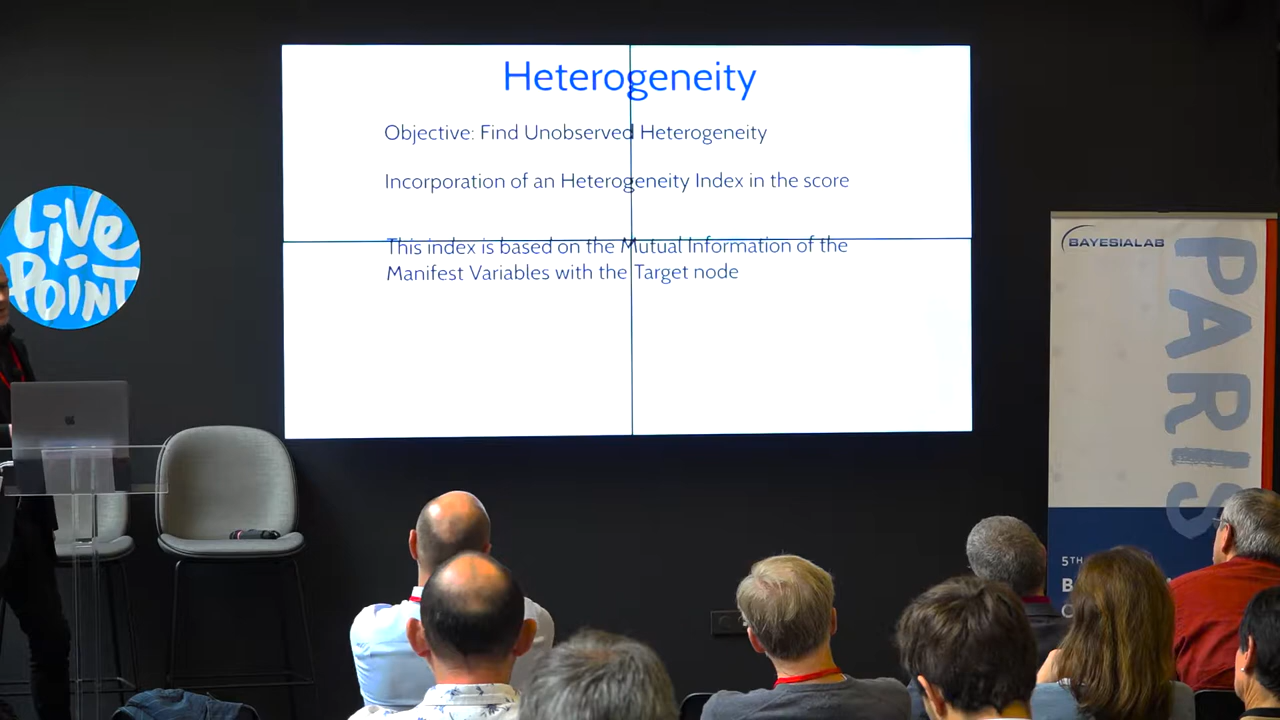 Heterogeneity
Objective: Find Unobserved Heterogeneity
Incorporation of an Heterogeneity Index in the score
This index is based on the Mutual Information of the
Manifest Variables with the Target node
LiVE
POiNT
BAYESIALAB
PARIS
5TH